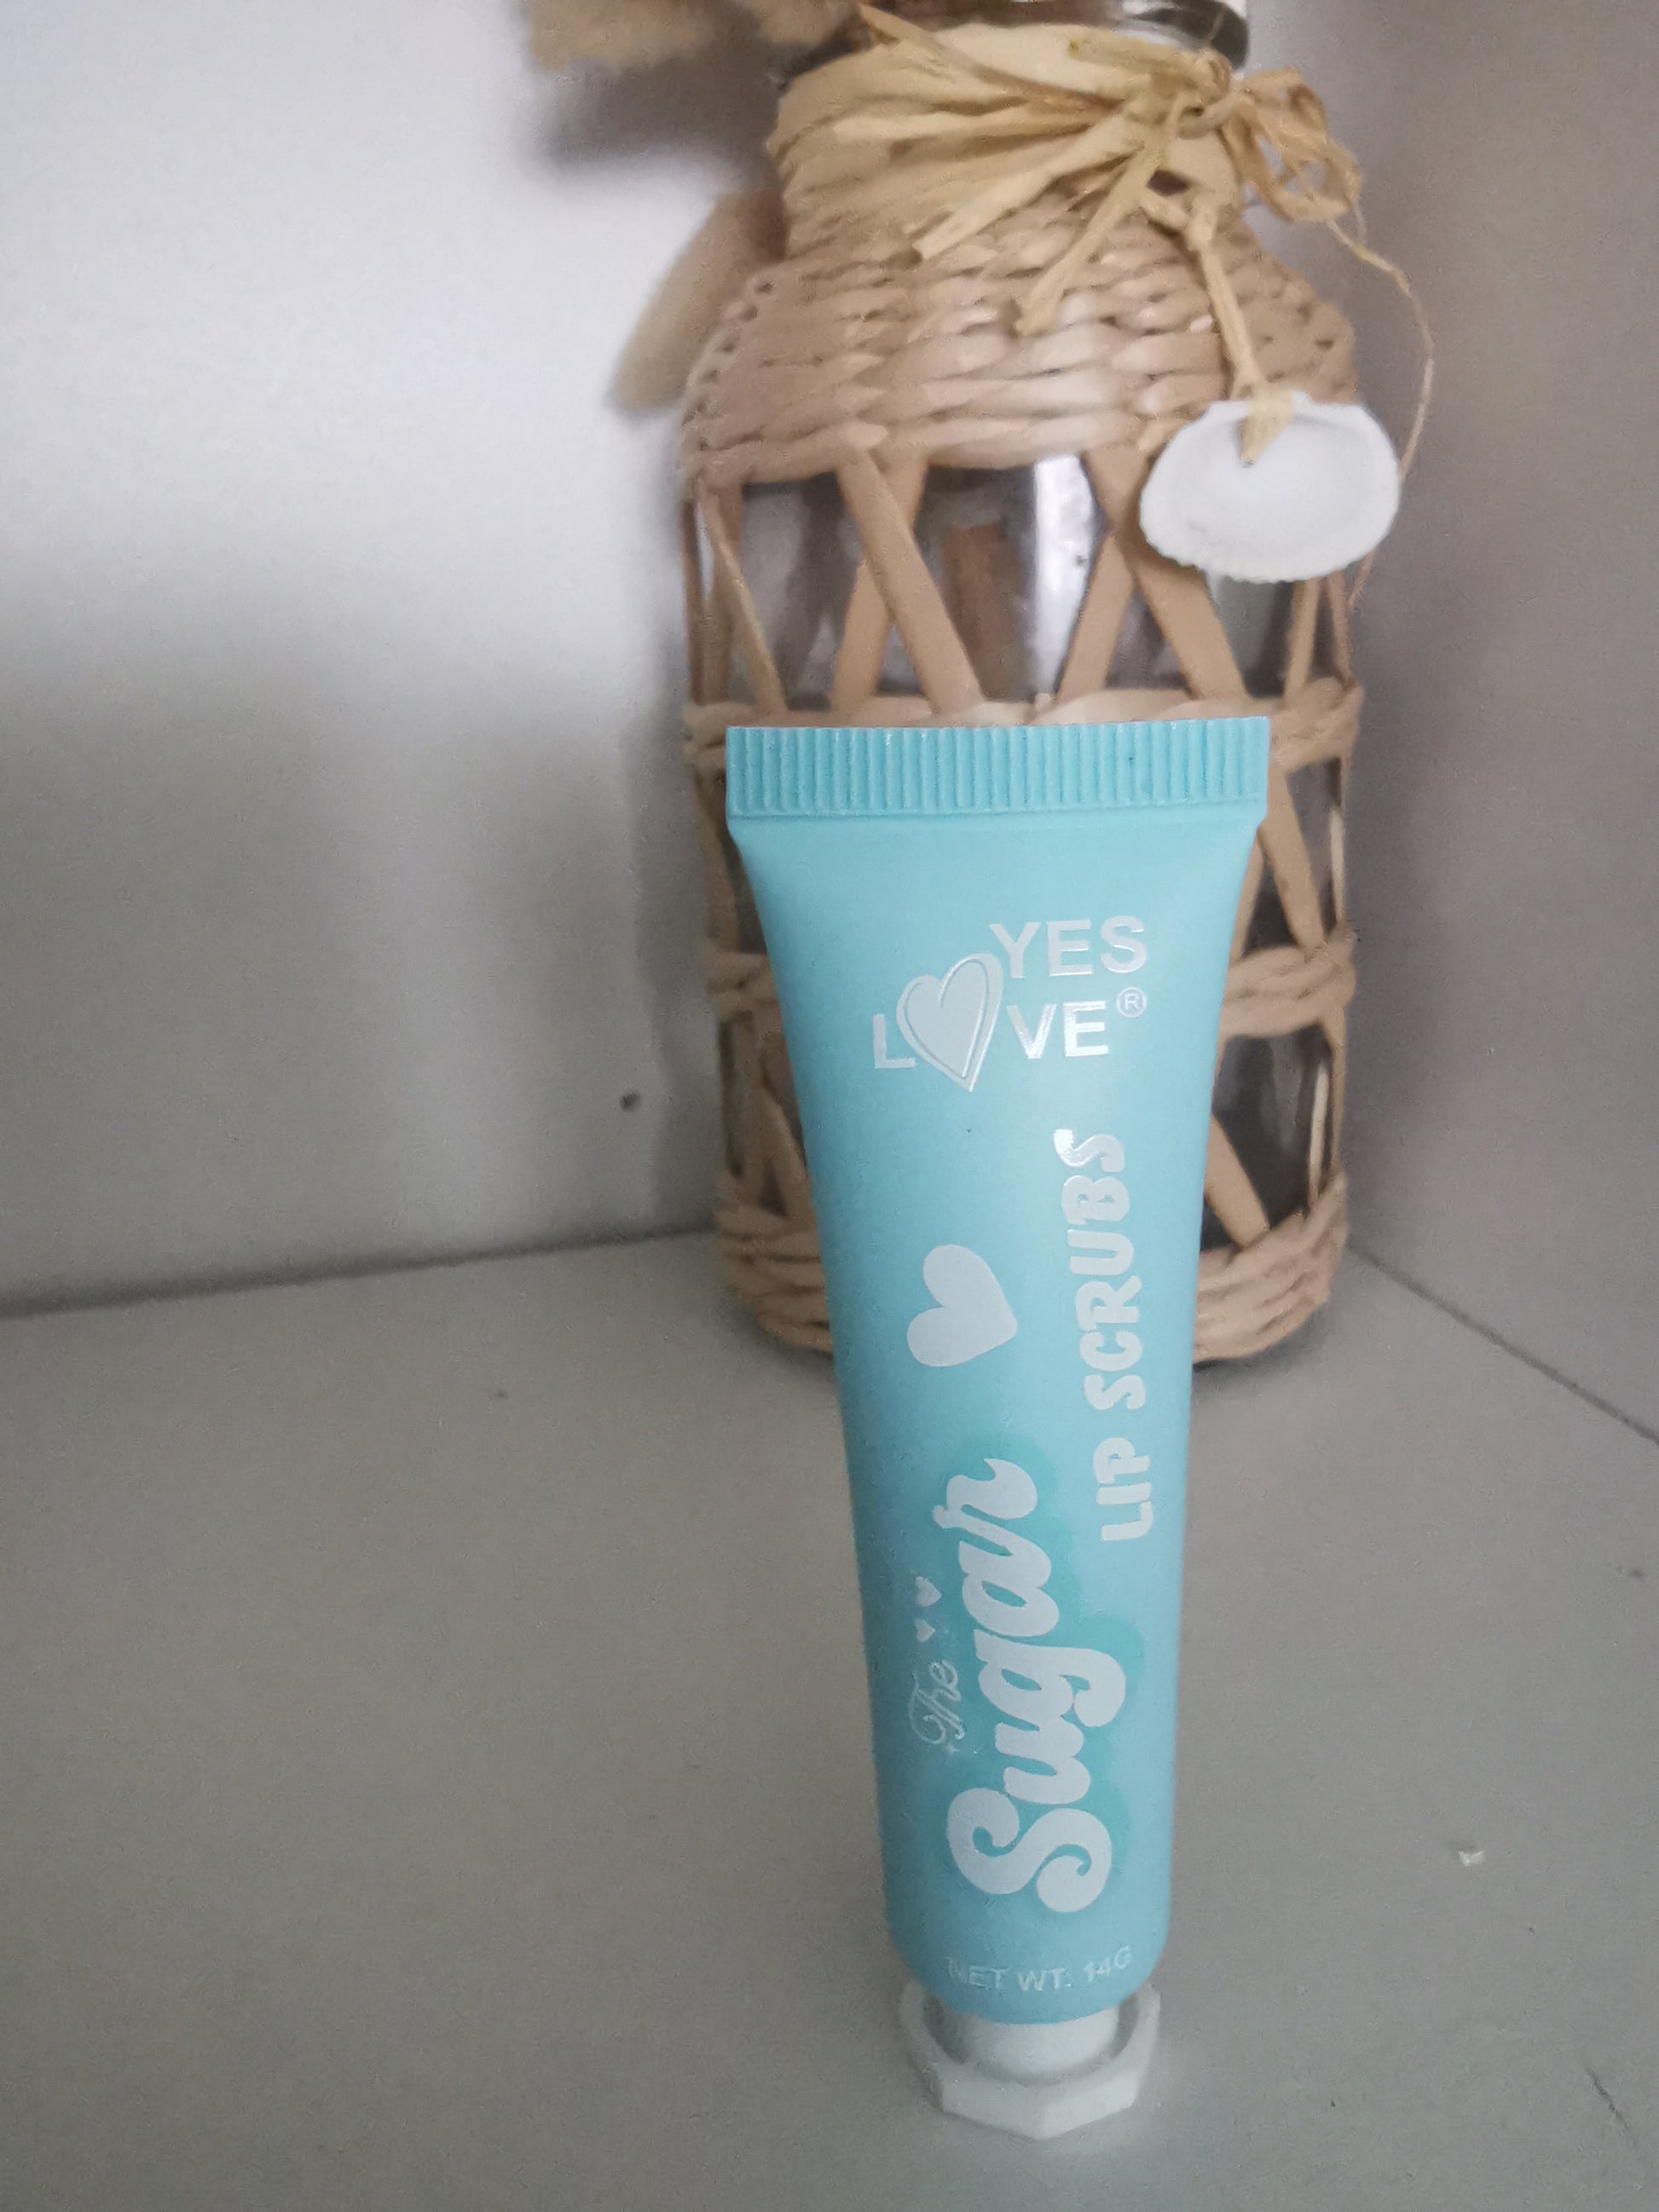 YES
LOVE®
The
Sugar
LIP SCRUBS
NET WT: 14G